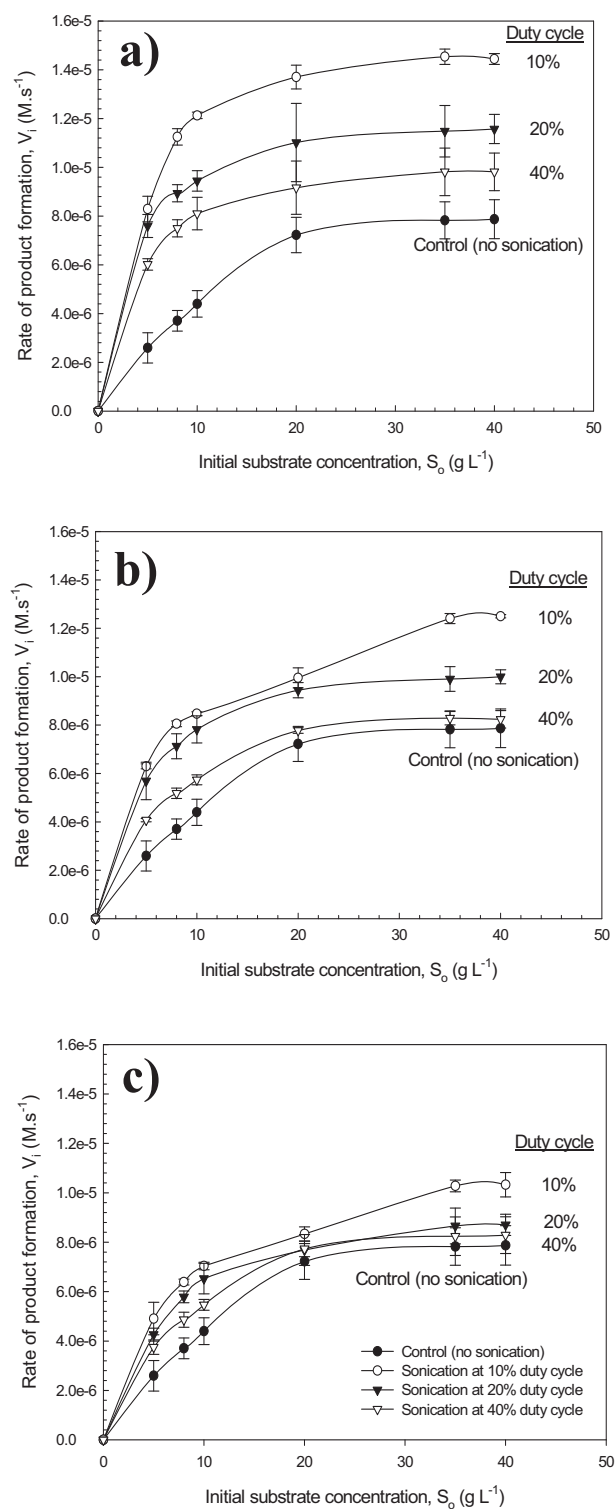 a)
Duty cycle
10%
20%
40%
Control (no sonication)
Rate of product formation, Vi (M.s-1)
1.6e-5
1.4e-5
1.2e-5
1.0e-5
8.0e-6
6.0e-6
4.0e-6
2.0e-6
0.0
0 10 20 30 40 50
Initial substrate concentration, So (g L-1)
b)
Duty cycle
10%
20%
40%
Control (no sonication)
Rate of product fomation, Vi (M.s-1)
1.6e-5
1.4e-5
1.2e-5
1.0e-5
8.0e-6
6.0e-6
4.0e-6
2.0e-6
0.0
0 10 20 30 40 50
Initial substrate concentration, So (g L-1)
c)
Duty cycle
10%
20%
40%
Control (no sonication)
Control (no sonication)
Sonication at 10% duty cycle
Sonication at 20% duty cycle
Sonication at 40% duty cycle
Rate of product formation, Vi (M.s-1)
1.6e-5
1.4e-5
1.2e-5
1.0e-5
8.0e-6
6.0e-6
4.0e-6
2.0e-6
0.0
0 10 20 30 40 50
Initial substrate concentration, So (g L-1)